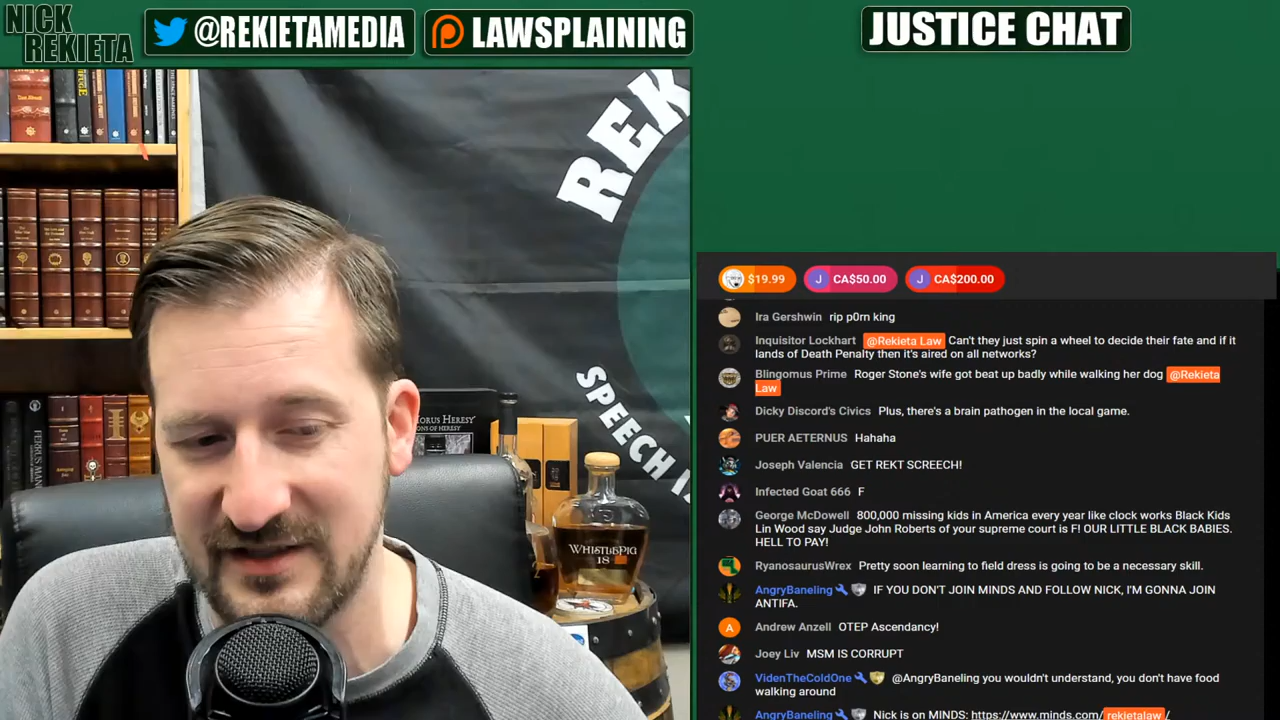 NICK
REKIETA
@REKIETAMEDIA
LAWSPLAINING
JUSTICE CHAT
REK
SPEECH I
HORUS HERESY
SONS OF HERESY
WHISTLEPIG
18
$19.99
CA$50.00
CA$200.00
Ira Gershwin rip p0rn king
Inquisitor Lockhart @Rekieta Law Can't they just spin a wheel to decide their fate and if it
lands of Death Penalty then it's aired on all networks?
Blingomus Prime Roger Stone's wife got beat up badly while walking her dog @Rekieta
Law
Dicky Discord's Civics Plus, there's a brain pathogen in the local game.
PUER AETERNUS Hahaha
Joseph Valencia GET REKT SCREECH!
Infected Goat 666 F
George McDowell 800,000 missing kids in America every year like clock works Black Kids
Lin Wood say Judge John Roberts of your supreme court is F! OUR LITTLE BLACK BABIES.
HELL TO PAY!
RyanosaurusWrex Pretty soon learning to field dress is going to be a necessary skill.
AngryBaneling IF YOU DON'T JOIN MINDS AND FOLLOW NICK, I'M GONNA JOIN
ANTIFA.
Andrew Anzell OTEP Ascendancy!
Joey Liv MSM IS CORRUPT
VidenTheColdOne @AngryBaneling you wouldn't understand, you don't have food
walking around
AngryBaneling Nick is on MINDS: https://www.minds.com/rekietalaw/